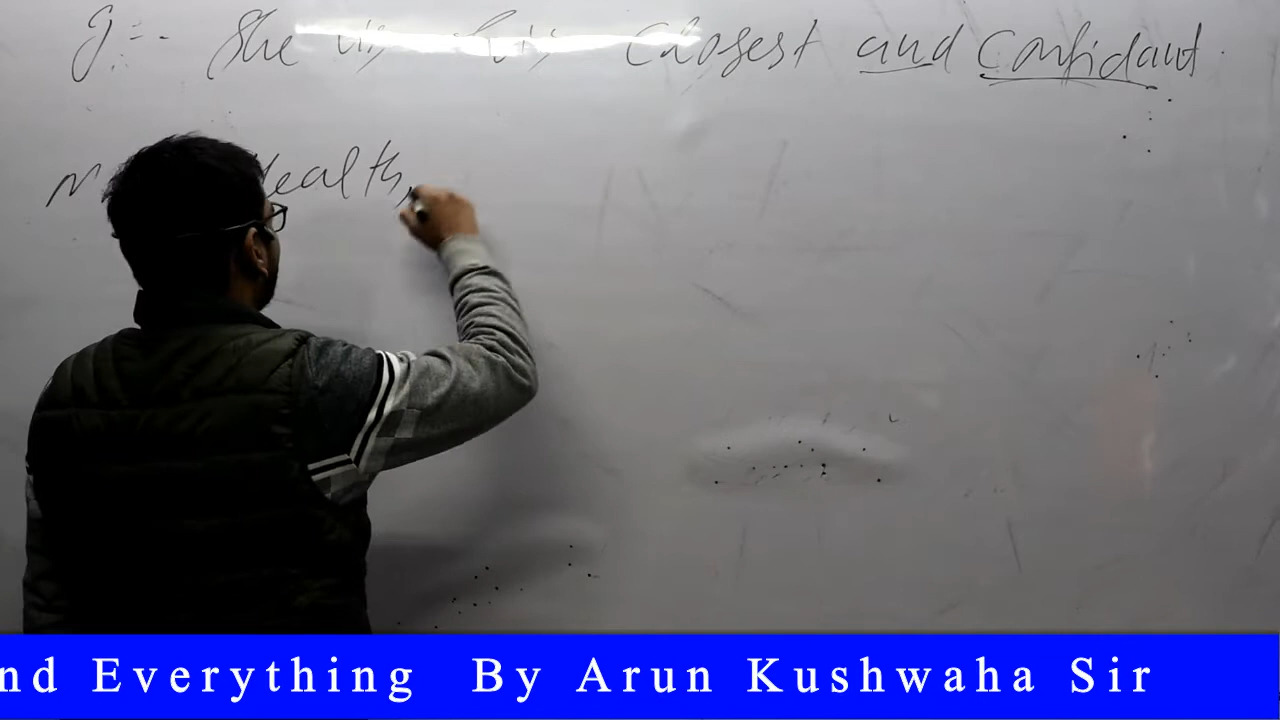 She is his closest and Confidant.
Health,
nd Everything By Arun Kushwaha Sir